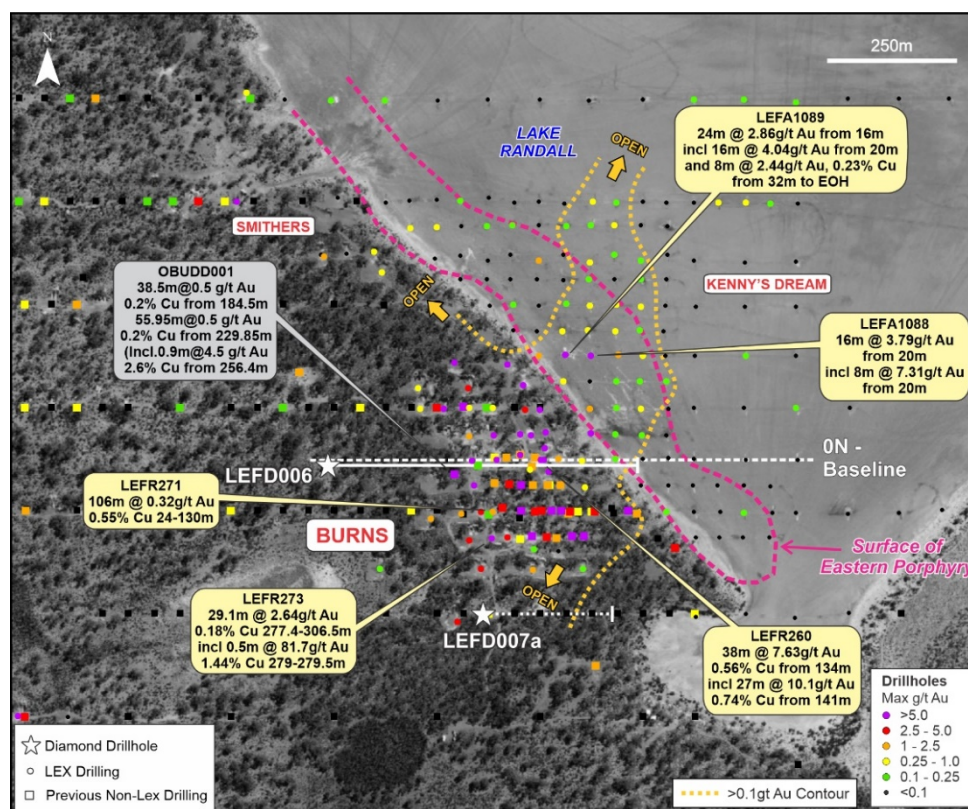 N
250m
LAKE
RANDALL
OPEN
LEFA1089
24m @ 2.86g/t Au from 16m
incl 16m @ 4.04g/t Au from 20m
and 8m @ 2.44g/t Au, 0.23% Cu
from 32m to EOH
SMITHERS
OBUDD001
38.5m@0.5 g/t Au
0.2% Cu from 184.5m
55.95m@0.5 g/t Au
0.2% Cu from 229.85m
(Incl.0.9m@4.5 g/t Au
2.6% Cu from 256.4m
OPEN
KENNY'S DREAM
LEFA1088
16m @ 3.79g/t Au
from 20m
incl 8m @ 7.31g/t Au
from 20m
0N -
Baseline
LEFD006
LEFR271
106m @ 0.32g/t Au
0.55% Cu 24-130m
BURNS
Surface of
Eastern Porphyry
LEFR273
29.1m @ 2.64g/t Au
0.18% Cu 277.4-306.5m
incl 0.5m @ 81.7g/t Au
1.44% Cu 279-279.5m
OPEN
LEFD007a
LEFR260
38m @ 7.63g/t Au
0.56% Cu from 134m
incl 27m @ 10.1g/t Au
0.74% Cu from 141m
Drillholes
Max g/t Au
>5.0
2.5 - 5.0
1 - 2.5
0.25 - 1.0
0.1 - 0.25
<0.1
Diamond Drillhole
LEX Drilling
Previous Non-Lex Drilling
>0.1gt Au Contour